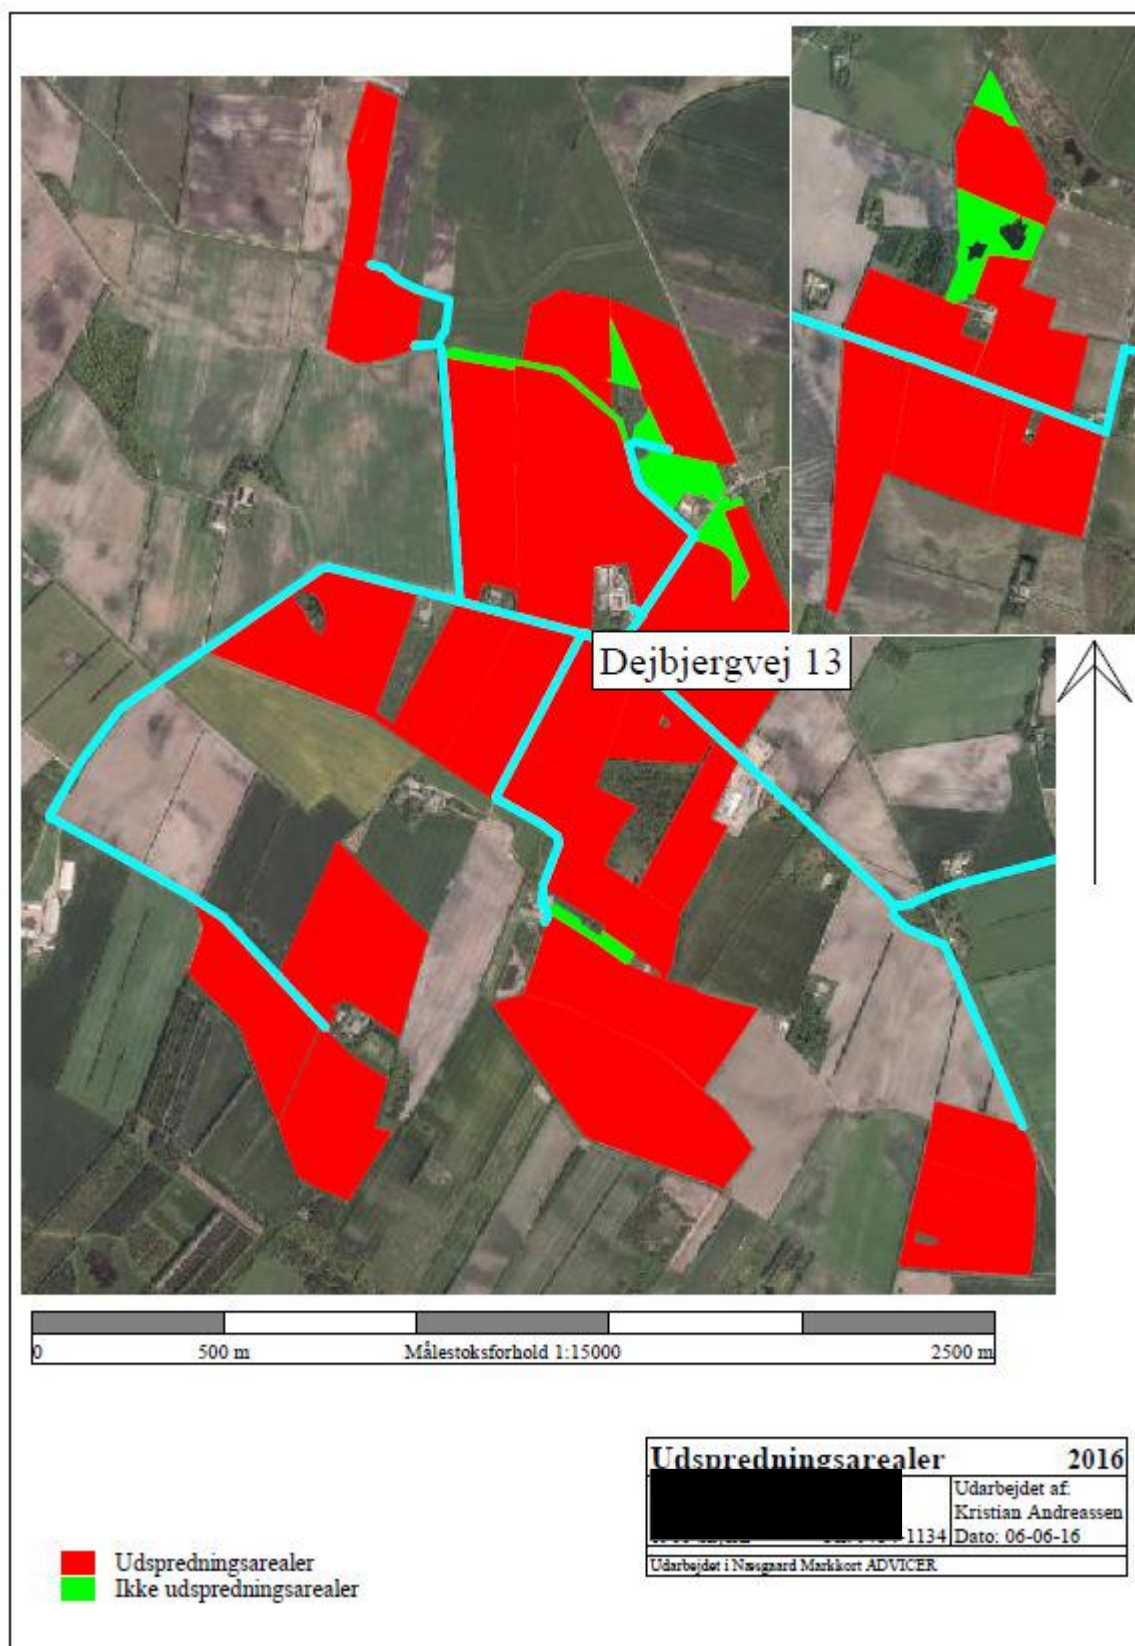 Dejbjergvej 13
0 500 m Målestoksforhold 1:15000 2500 m
Udspredningsarealer 2016
Udarbejdet af:
Kristian Andreassen
-1134 Dato: 06-06-16
Udarbejdet i Næsgaard Markkort ADVICER
Udspredningsarealer
Ikke udspredningsarealer